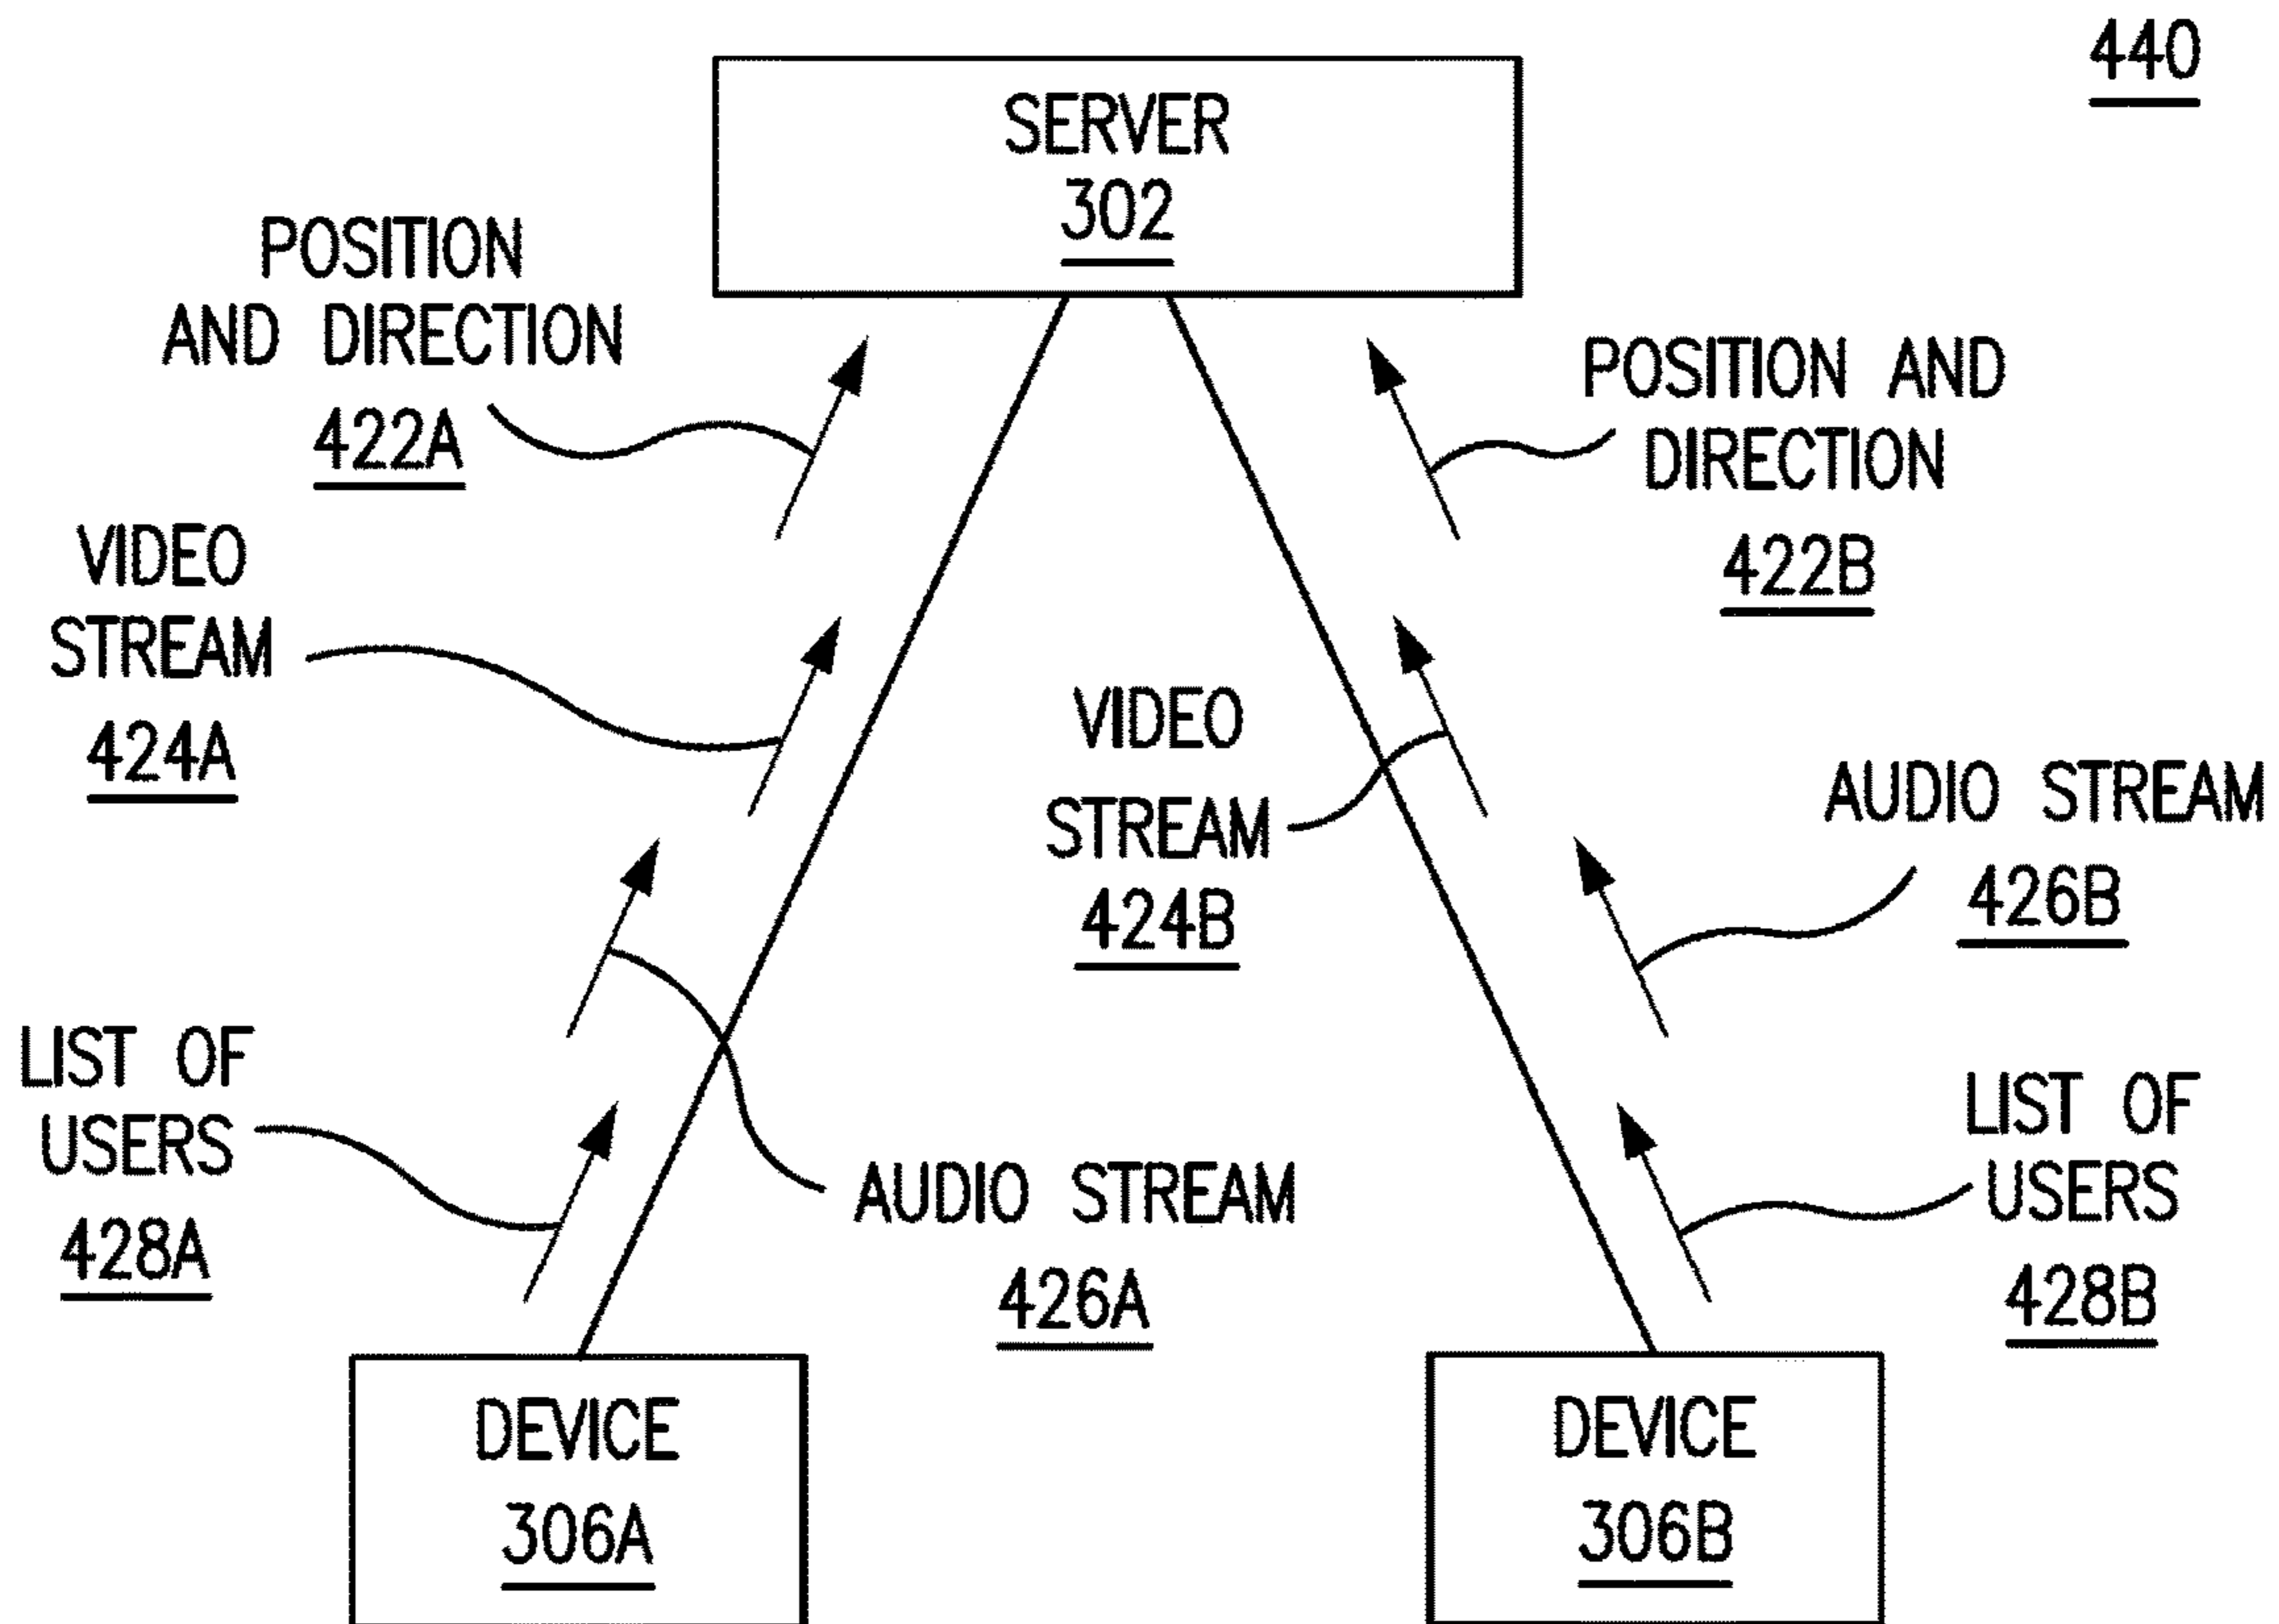 440
SERVER
302
POSITION
AND DIRECTION
422A
POSITION AND
DIRECTION
422B
VIDEO
STREAM
424A
VIDEO
STREAM
424B
AUDIO STREAM
426B
LIST OF
USERS
428A
AUDIO STREAM
426A
LIST OF
USERS
428B
DEVICE
306A
DEVICE
306B